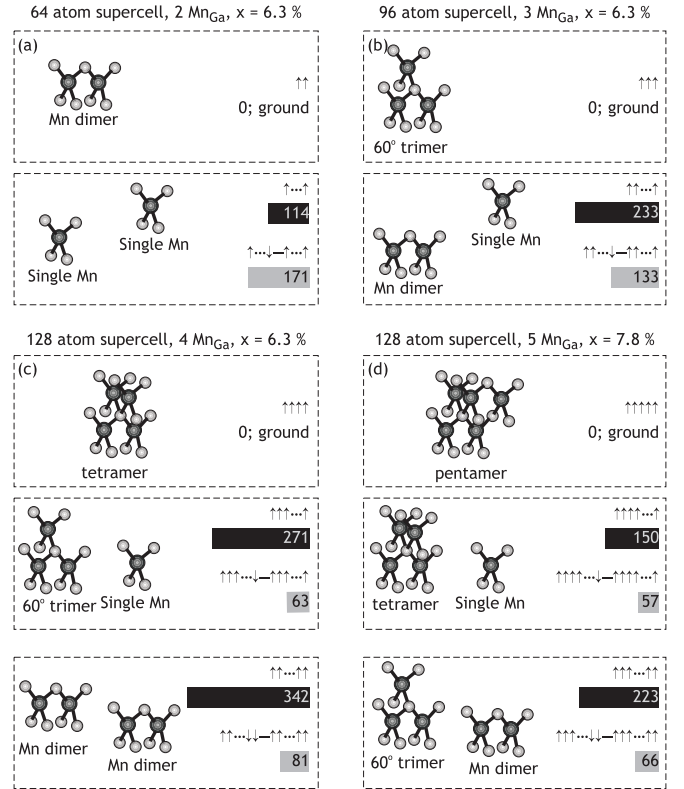 64 atom supercell, 2 MnGa, x = 6.3 %
(a)
Mn dimer
↑↑
0; ground
Single Mn
Single Mn
↑...↑
114
↑...↓—↑...↑
171
96 atom supercell, 3 MnGa, x = 6.3 %
(b)
60° trimer
↑↑↑
0; ground
Single Mn
Mn dimer
↑↑...↑
233
↑↑...↓—↑↑...↑
133
128 atom supercell, 4 MnGa, x = 6.3 %
(c)
tetramer
↑↑↑↑
0; ground
60° trimer
Single Mn
↑↑↑...↑
271
↑↑↑...↓—↑↑↑...↑
63
Mn dimer
Mn dimer
↑↑...↑↑
342
↑↑...↓↓—↑↑...↑↑
81
128 atom supercell, 5 MnGa, x = 7.8 %
(d)
pentamer
↑↑↑↑↑
0; ground
tetramer
Single Mn
↑↑↑↑...↑
150
↑↑↑↑...↓—↑↑↑↑...↑
57
60° trimer
Mn dimer
↑↑↑...↑↑
223
↑↑↑...↓↓—↑↑↑...↑↑
66